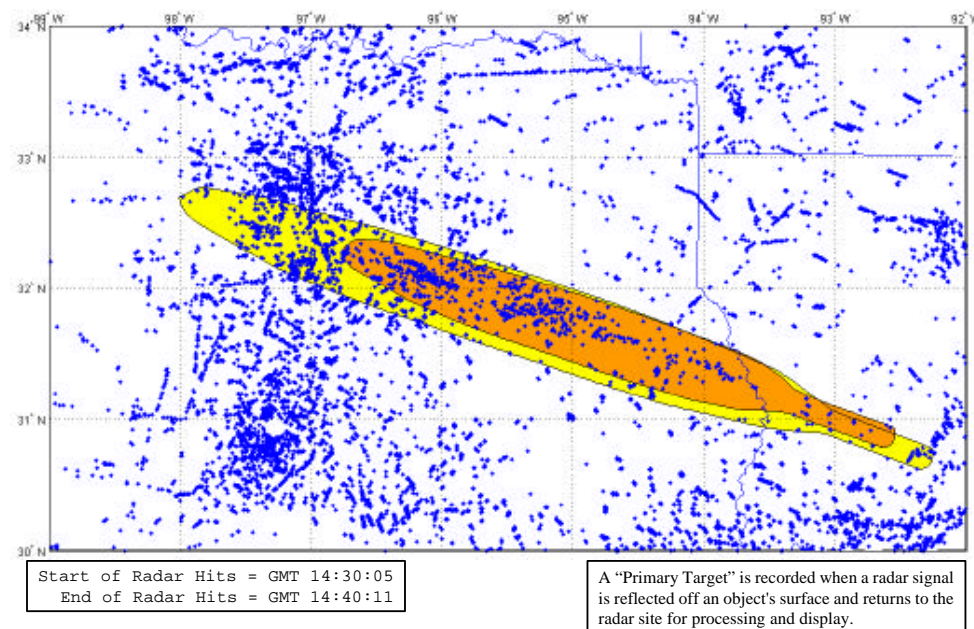 99° W 98° W 97° W 96° W 95° W 94° W 93° W 92° W
34° N
33° N
32° N
31° N
30° N
Start of Radar Hits = GMT 14:30:05
End of Radar Hits = GMT 14:40:11
A “Primary Target” is recorded when a radar signal
is reflected off an object's surface and returns to the
radar site for processing and display.